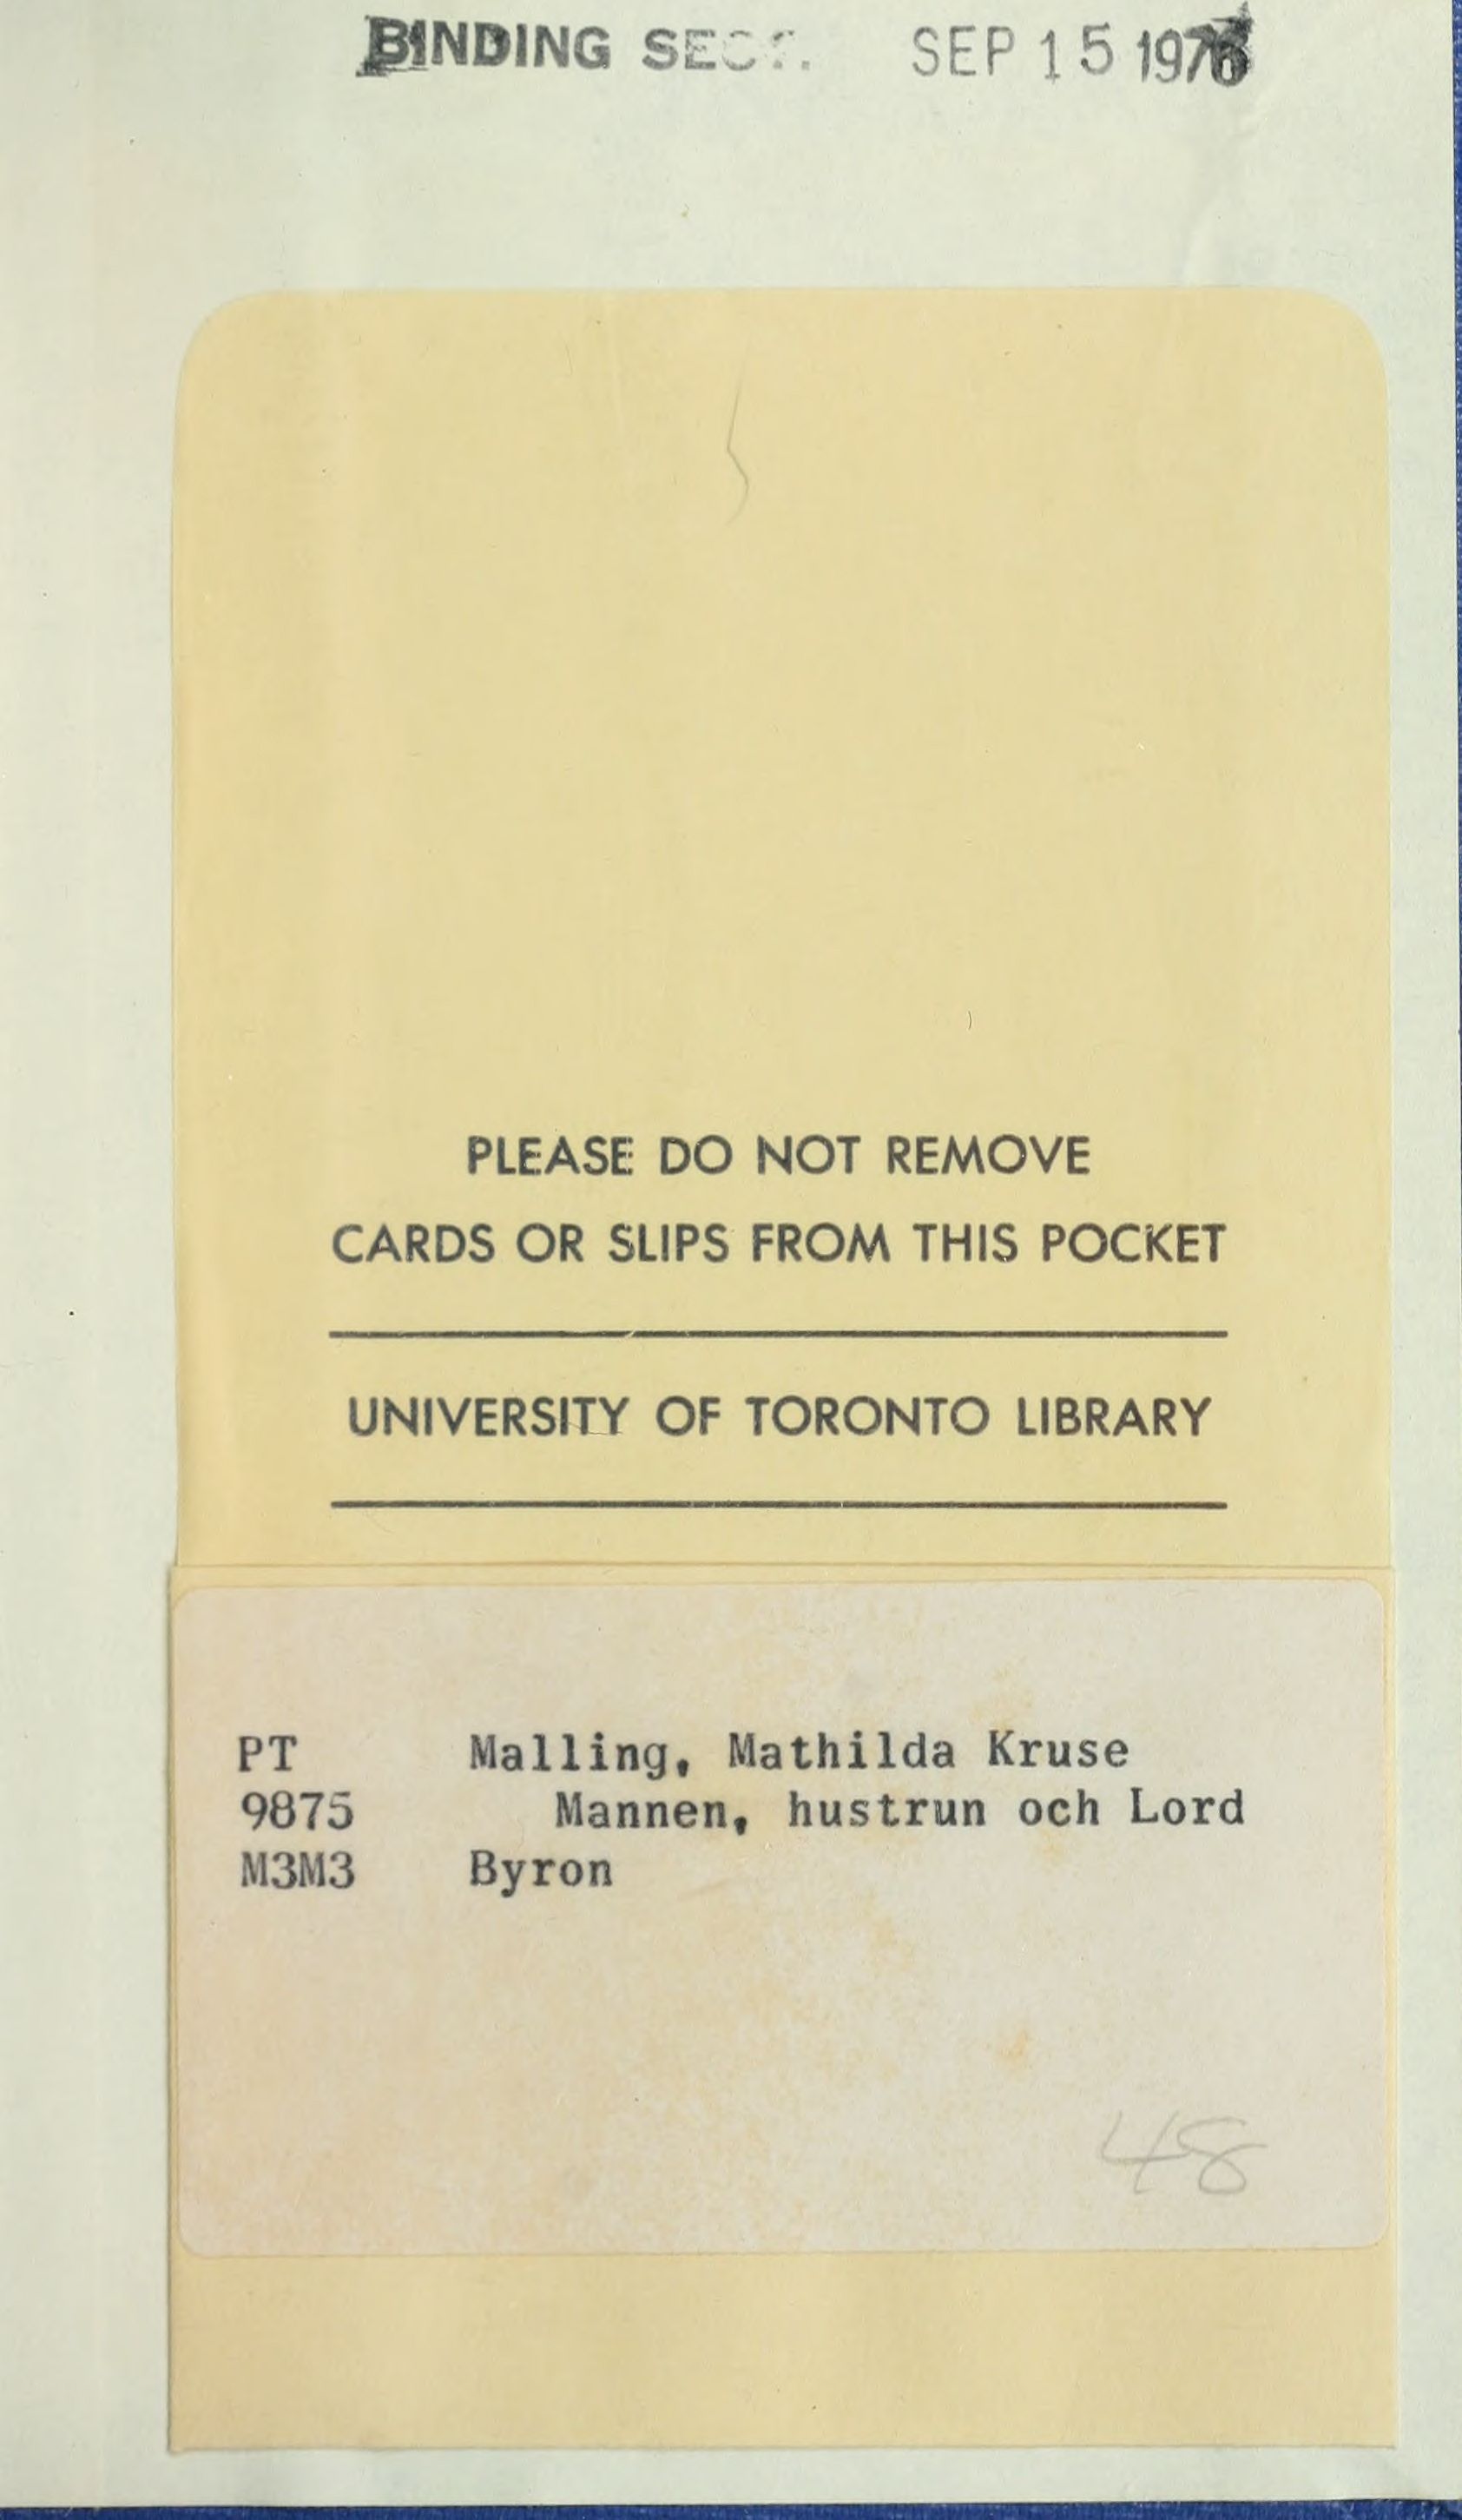 BINDING SECT. SEP 15
PLEASE DO NOT REMOVE
CARDS OR SLIPS FROM THIS POCKET
UNIVERSITY OF TORONTO LIBRARY
PT Malling, Mathilda Kruse
9875 Mannen, hustrun och Lord
M3M3 Byron
48